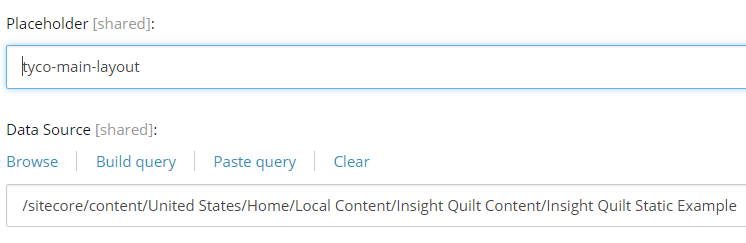 Placeholder [shared]:
tyco-main-layout
Data Source [shared]:
Browse Build query Paste query Clear
/sitecore/content/United States/Home/Local Content/Insight Quilt Content/Insight Quilt Static Example